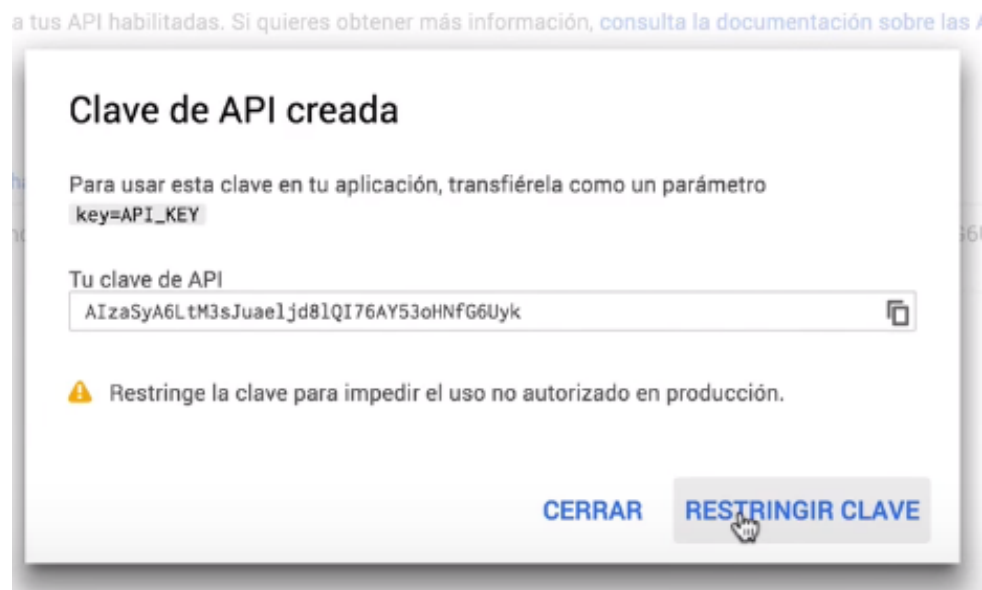 a tus API habilitadas. Si quieres obtener más información, consulta la documentación sobre las A
Clave de API creada
Para usar esta clave en tu aplicación, transfiérela como un parámetro
key=API_KEY
Tu clave de API
AIzaSyA6LtM3sJuaeljd8lQI76AY53oHNfG6Uyk
Restringe la clave para impedir el uso no autorizado en producción.
CERRAR RESTRINGIR CLAVE